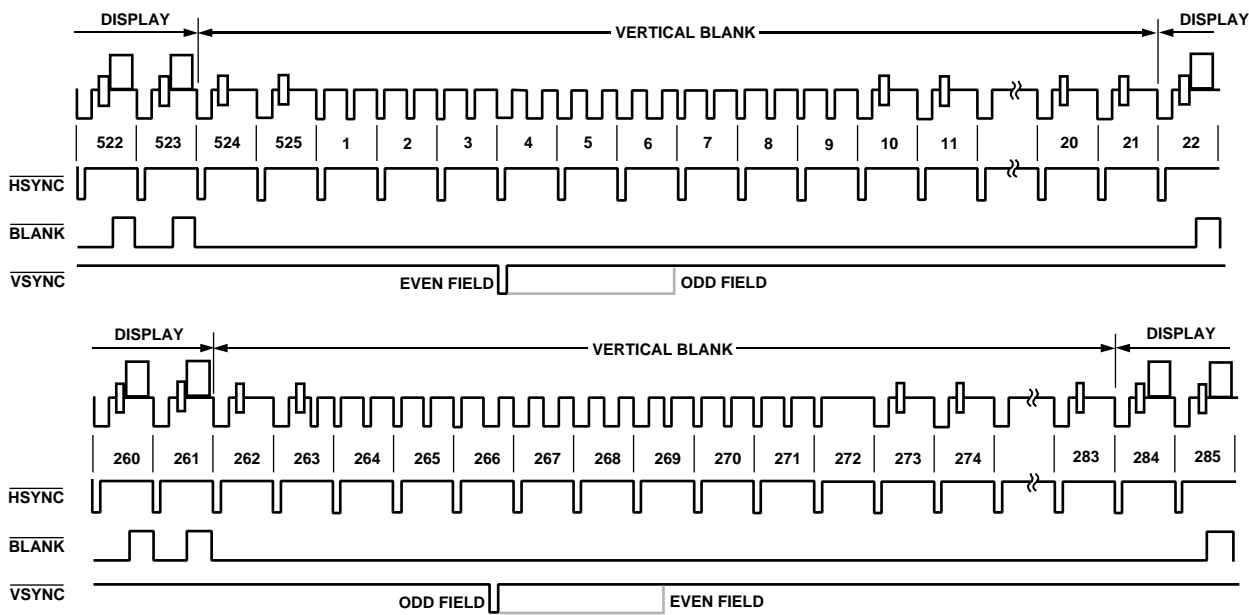 DISPLAY VERTICAL BLANK DISPLAY
522 523 524 525 1 2 3 4 5 6 7 8 9 10 11 20 21 22
HSYNC
BLANK
VSYNC
EVEN FIELD ODD FIELD
DISPLAY VERTICAL BLANK DISPLAY
260 261 262 263 264 265 266 267 268 269 270 271 272 273 274 283 284 285
HSYNC
BLANK
VSYNC
ODD FIELD EVEN FIELD